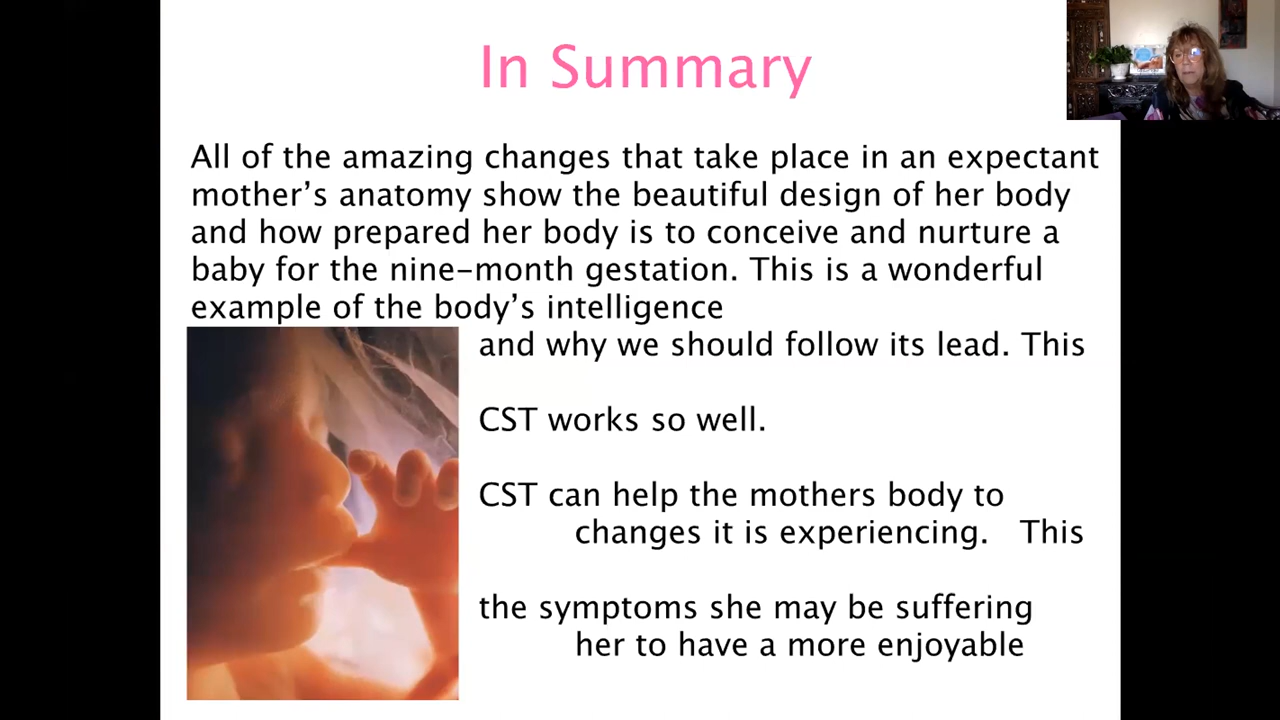 In Summary
All of the amazing changes that take place in an expectant
mother’s anatomy show the beautiful design of her body
and how prepared her body is to conceive and nurture a
baby for the nine-month gestation. This is a wonderful
example of the body’s intelligence
and why we should follow its lead. This
CST works so well.
CST can help the mothers body to
changes it is experiencing. This
the symptoms she may be suffering
her to have a more enjoyable